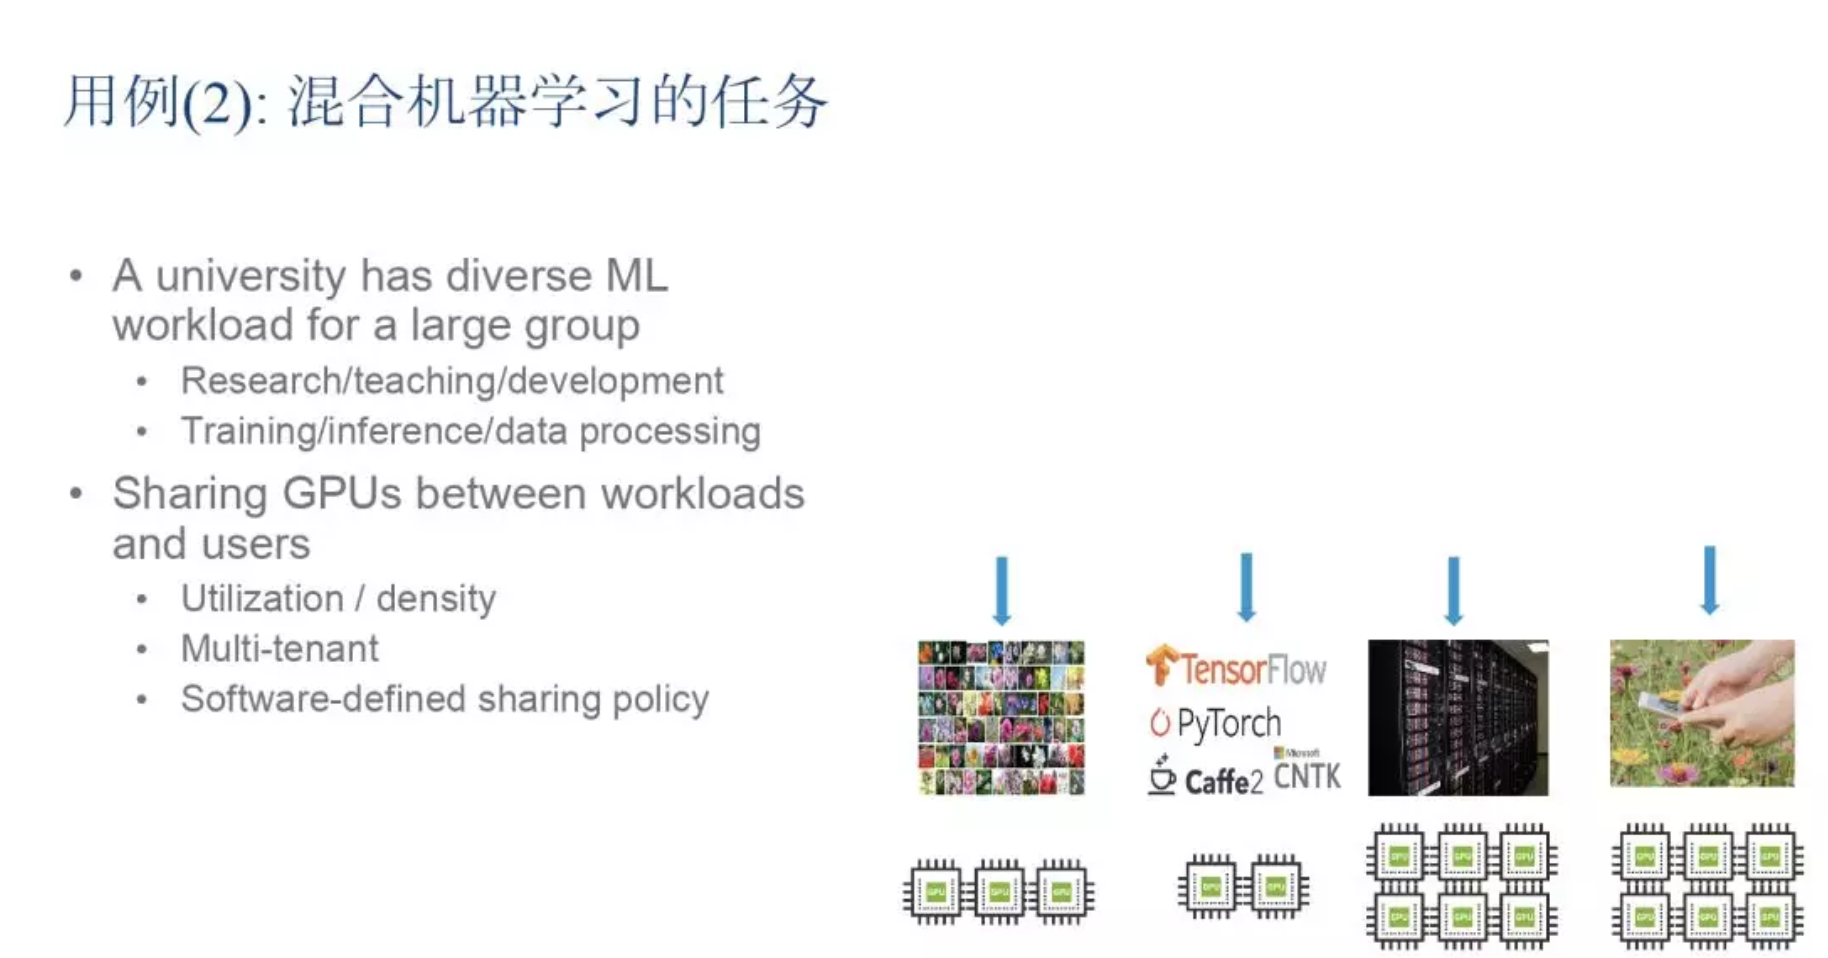 用例(2): 混合机器学习的任务
• A university has diverse ML
workload for a large group
• Research/teaching/development
• Training/inference/data processing
• Sharing GPUs between workloads
and users
• Utilization / density
• Multi-tenant
• Software-defined sharing policy
TensorFlow
PyTorch
Caffe2
Microsoft
CNTK
GPU GPU GPU
GPU GPU
GPU GPU GPU
GPU GPU GPU
GPU GPU GPU
GPU GPU GPU